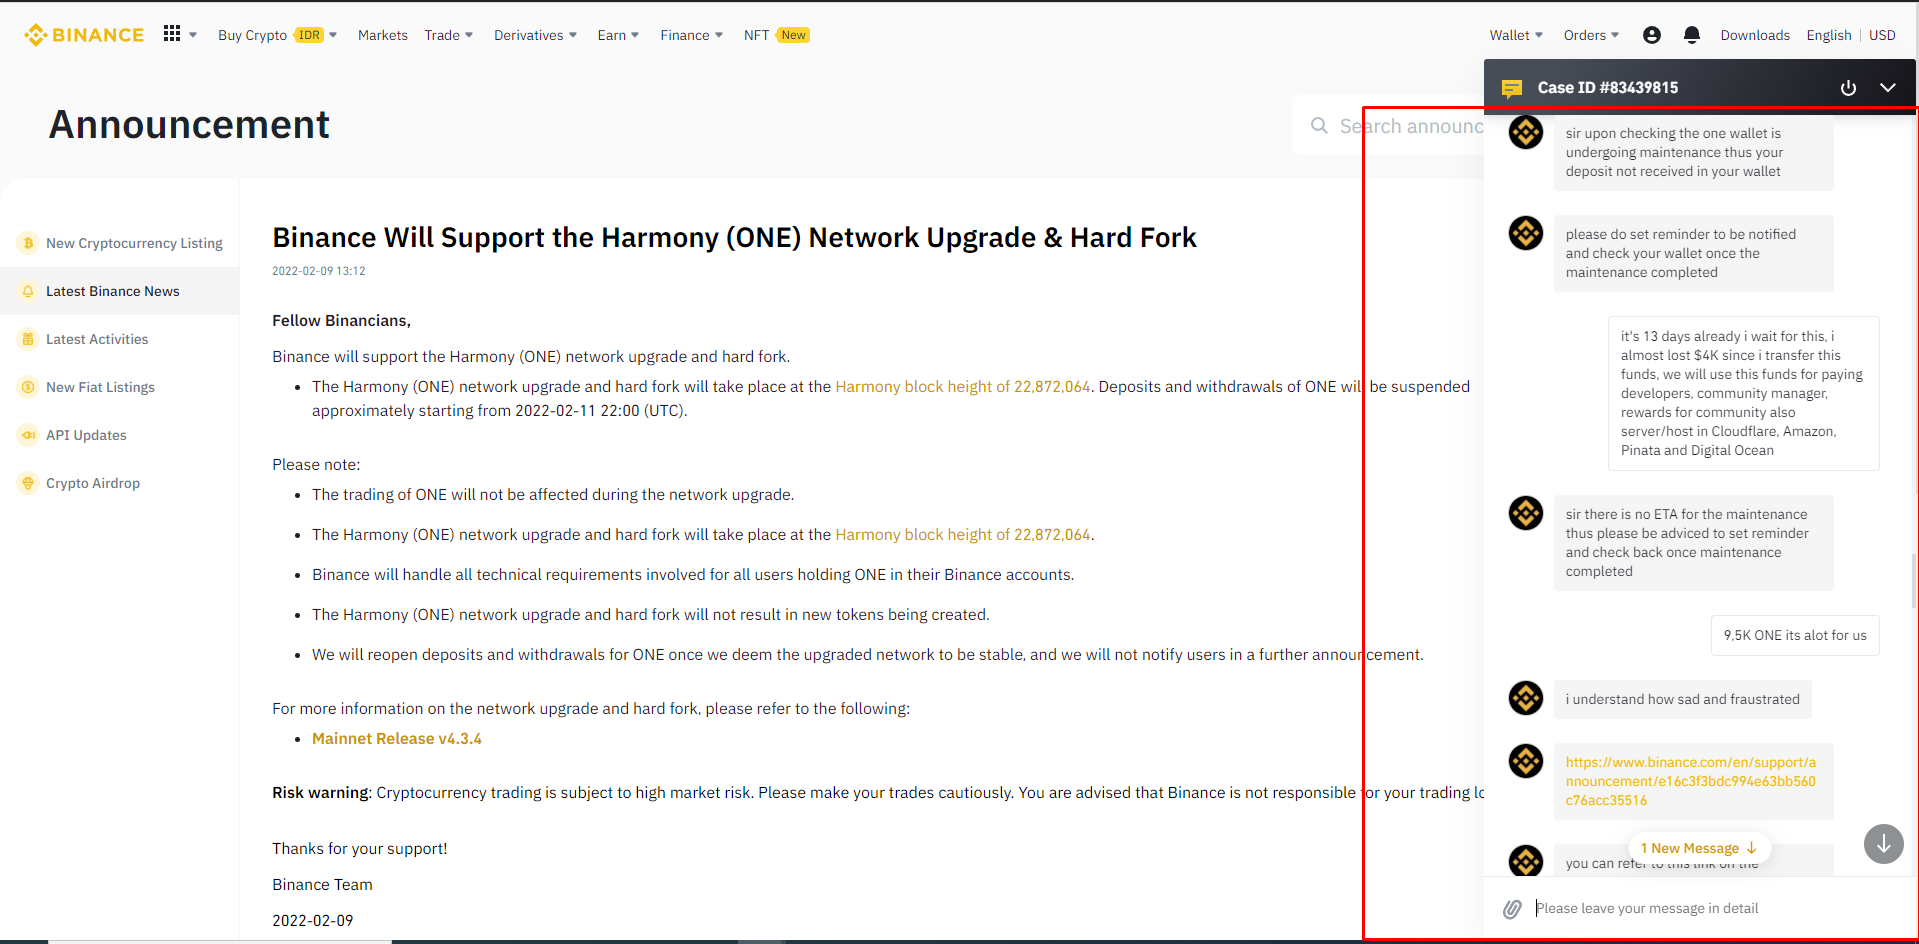 BINANCE
Buy Crypto IDR
Markets
Trade
Derivatives
Earn
Finance
NFT New
Wallet
Orders
Downloads
English | USD
Announcement
Search announc
New Cryptocurrency Listing
Latest Binance News
Latest Activities
New Fiat Listings
API Updates
Crypto Airdrop
Binance Will Support the Harmony (ONE) Network Upgrade & Hard Fork
2022-02-09 13:12
Fellow Binancians,
Binance will support the Harmony (ONE) network upgrade and hard fork.
• The Harmony (ONE) network upgrade and hard fork will take place at the Harmony block height of 22,872,064. Deposits and withdrawals of ONE will be suspended
approximately starting from 2022-02-11 22:00 (UTC).
Please note:
• The trading of ONE will not be affected during the network upgrade.
• The Harmony (ONE) network upgrade and hard fork will take place at the Harmony block height of 22,872,064.
• Binance will handle all technical requirements involved for all users holding ONE in their Binance accounts.
• The Harmony (ONE) network upgrade and hard fork will not result in new tokens being created.
• We will reopen deposits and withdrawals for ONE once we deem the upgraded network to be stable, and we will not notify users in a further announcement.
For more information on the network upgrade and hard fork, please refer to the following:
• Mainnet Release v4.3.4
Risk warning: Cryptocurrency trading is subject to high market risk. Please make your trades cautiously. You are advised that Binance is not responsible for your trading lo
Thanks for your support!
Binance Team
2022-02-09
Case ID #83439815
sir upon checking the one wallet is
undergoing maintenance thus your
deposit not received in your wallet
please do set reminder to be notified
and check your wallet once the
maintenance completed
it's 13 days already i wait for this, i
almost lost $4K since i transfer this
funds, we will use this funds for paying
developers, community manager,
rewards for community also
server/host in Cloudflare, Amazon,
Pinata and Digital Ocean
sir there is no ETA for the maintenance
thus please be adviced to set reminder
and check back once maintenance
completed
9,5K ONE its alot for us
i understand how sad and fraustrated
https://www.binance.com/en/support/a
nnouncement/e16c3f3bdc994e63bb560
c76acc35516
1 New Message ↓
you can refer to this link on the
Please leave your message in detail